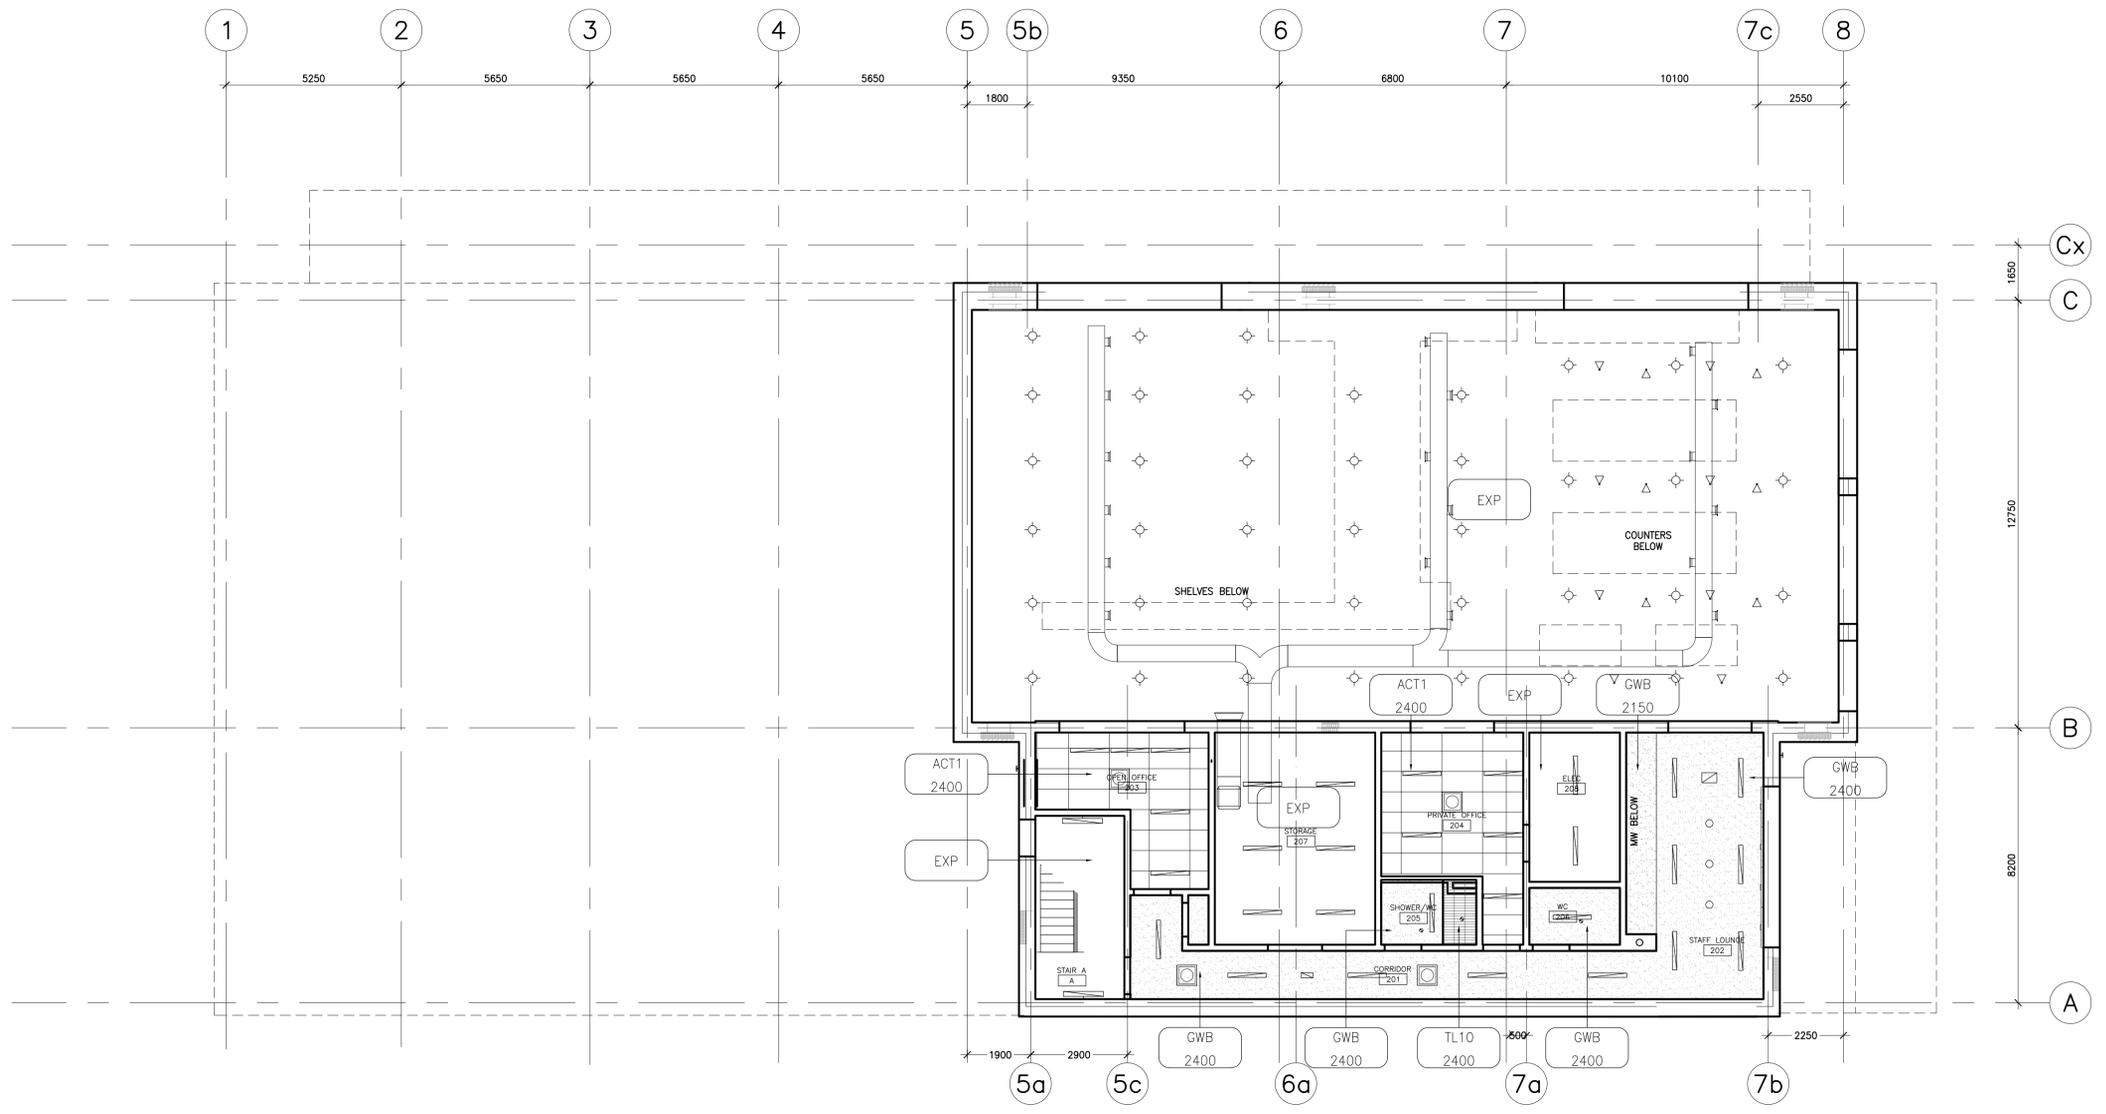 1 2 3 4 5 5b 6 7 7c 8
5250 5650 5650 5650 9350 6800 10100
1800 2550
Cx
1650
C
EXP
12750
COUNTERS
BELOW
SHELVES BELOW
ACT1
2400
EXP
GWB
2150
B
ACT1
2400
OPEN OFFICE
203
ELEC
208
GWB
2400
EXP
STORAGE
207
PRIVATE OFFICE
204
MW BELOW
EXP
8200
SHOWER/WC
205
WC
206
STAFF LOUNGE
202
STAIR A
A
CORRIDOR
201
A
GWB
2400
GWB
2400
TL10
2400
500
GWB
2400
2250
1900 2900
5a 5c 6a 7a 7b